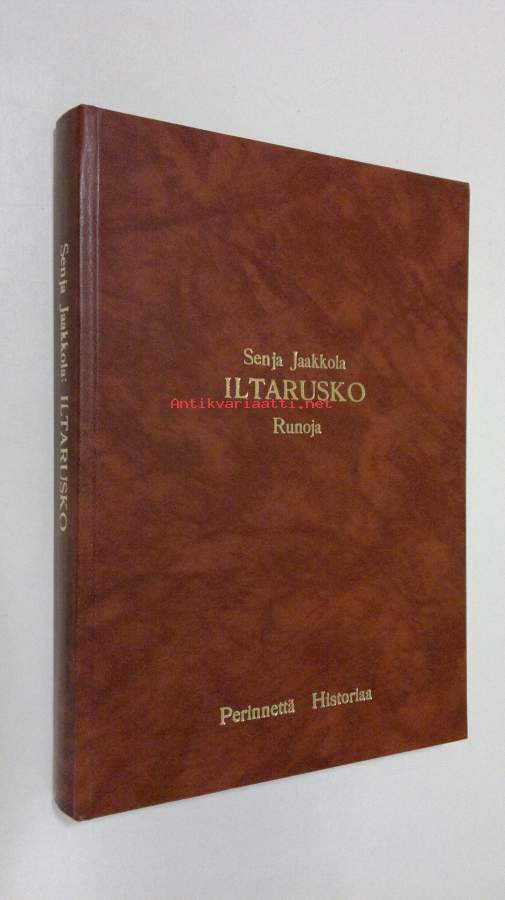 Senja Jaakkola: ILTARUSKO
Senja Jaakkola
ILTARUSKO
Antikvariaatti.net
Runoja
Perinnettä Historiaa